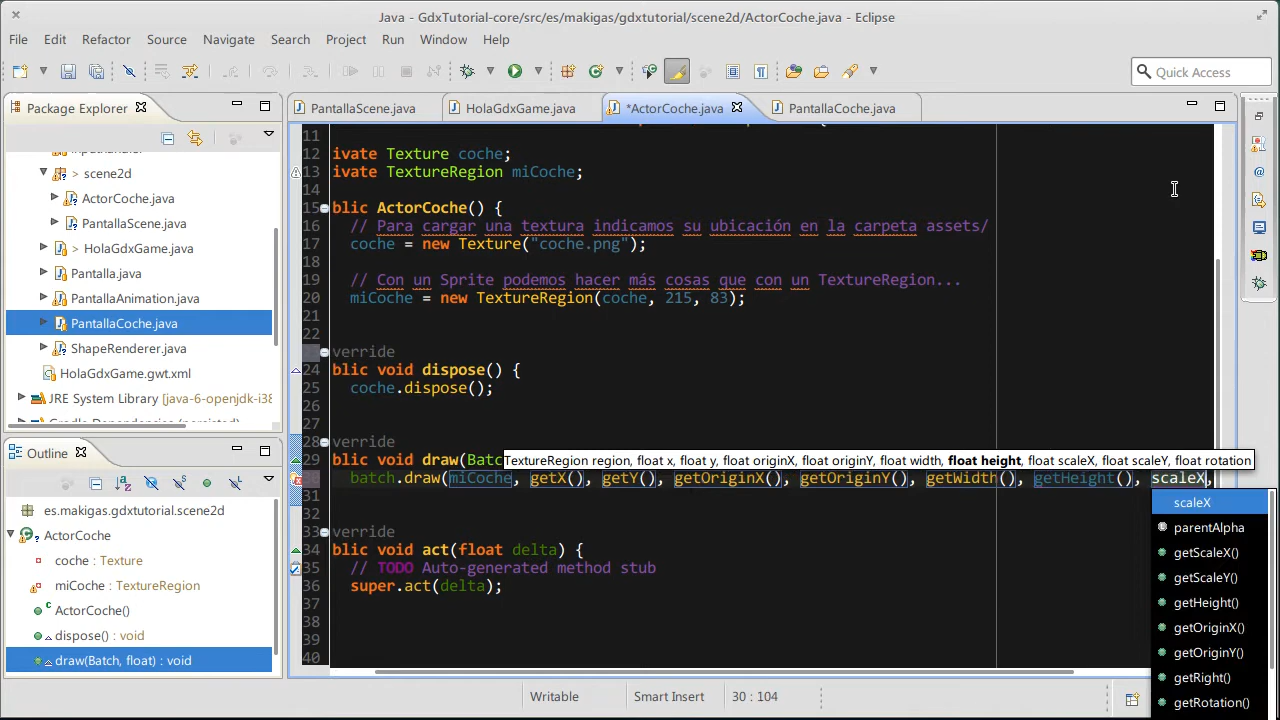 Java - GdxTutorial-core/src/es/makigas/gdxtutorial/scene2d/ActorCoche.java - Eclipse
File Edit Refactor Source Navigate Search Project Run Window Help
Quick Access
Package Explorer
PantallaScene.java HolaGdxGame.java *ActorCoche.java PantallaCoche.java
> scene2d
ActorCoche.java
PantallaScene.java
> HolaGdxGame.java
Pantalla.java
PantallaAnimation.java
PantallaCoche.java
ShapeRenderer.java
HolaGdxGame.gwt.xml
JRE System Library [java-6-openjdk-i38
Outline
es.makigas.gdxtutorial.scene2d
ActorCoche
coche : Texture
miCoche : TextureRegion
ActorCoche()
dispose() : void
draw(Batch, float) : void
11
12 ivate Texture coche;
13 ivate TextureRegion miCoche;
14
15 blic ActorCoche() {
16 // Para cargar una textura indicamos su ubicación en la carpeta assets/
17 coche = new Texture("coche.png");
18
19 // Con un Sprite podemos hacer más cosas que con un TextureRegion...
20 miCoche = new TextureRegion(coche, 215, 83);
21
22
verride
24 blic void dispose() {
25 coche.dispose();
26
27
28 verride
29 blic void draw(Batc
TextureRegion region, float x, float y, float originX, float originY, float width, float height, float scaleX, float scaleY, float rotation
batch.draw(miCoche, getX(), getY(), getOriginX(), getOriginY(), getWidth(), getHeight(), scaleX,
31
32
33 verride
34 blic void act(float delta) {
35 // TODO Auto-generated method stub
36 super.act(delta);
37
38
39
40
scaleX
parentAlpha
getScaleX()
getScaleY()
getHeight()
getOriginX()
getOriginY()
getRight()
getRotation()
Writable Smart Insert 30 : 104